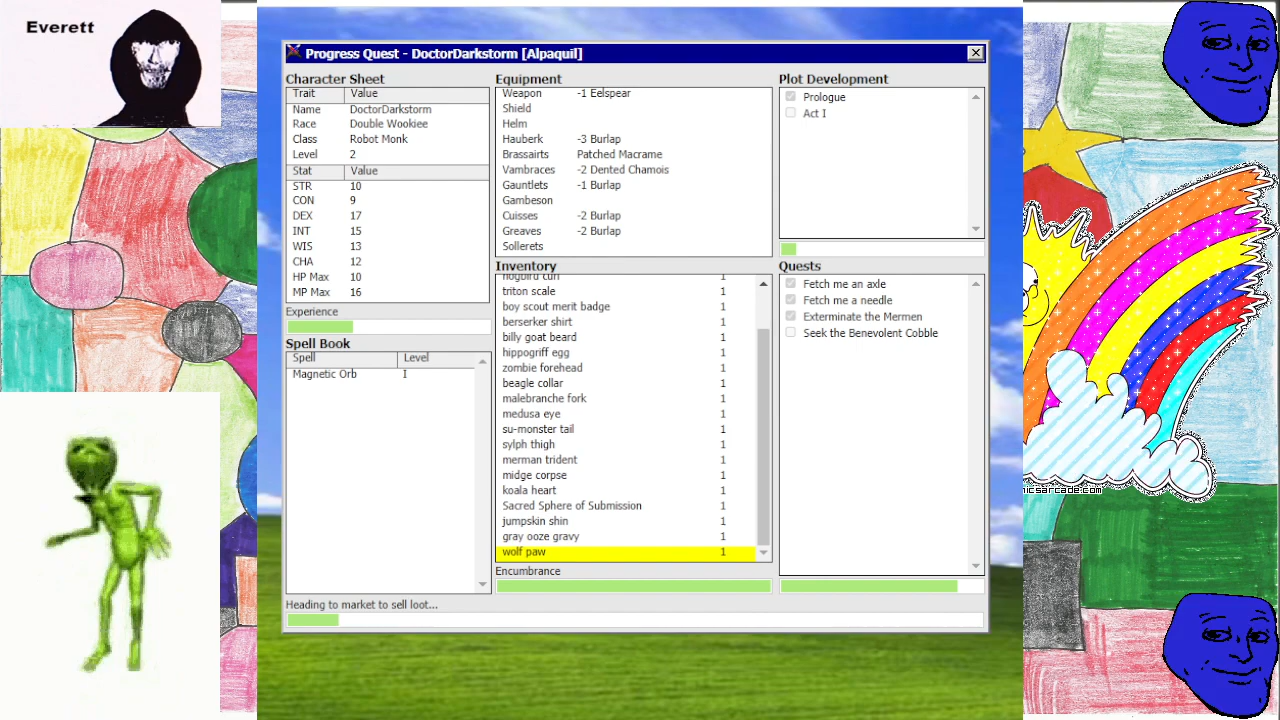 Everett
Progress Quest - DoctorDarkstorm [Alpaquil]
Character Sheet
Trait Value
Name DoctorDarkstorm
Race Double Wookiee
Class Robot Monk
Level 2
Stat Value
STR 10
CON 9
DEX 17
INT 15
WIS 13
CHA 12
HP Max 10
MP Max 16
Experience
Spell Book
Spell Level
Magnetic Orb I
Equipment
Weapon -1 Eelspear
Shield
Helm
Hauberk -3 Burlap
Brassairts Patched Macrame
Vambraces -2 Dented Chamois
Gauntlets -1 Burlap
Gambeson
Cuisses -2 Burlap
Greaves -2 Burlap
Sollerets
Inventory
triton scale 1
boy scout merit badge 1
berserker shirt 1
billy goat beard 1
hippogriff egg 1
zombie forehead 1
beagle collar 1
malebranche fork 1
medusa eye 1
su-monster tail 1
sylph thigh 1
merman trident 1
midge corpse 1
koala heart 1
Sacred Sphere of Submission 1
jumpskin shin 1
gray ooze gravy 1
wolf paw 1
Encumbrance
Plot Development
Prologue
Act I
Quests
Fetch me an axle
Fetch me a needle
Exterminate the Mermen
Seek the Benevolent Cobble
Heading to market to sell loot...